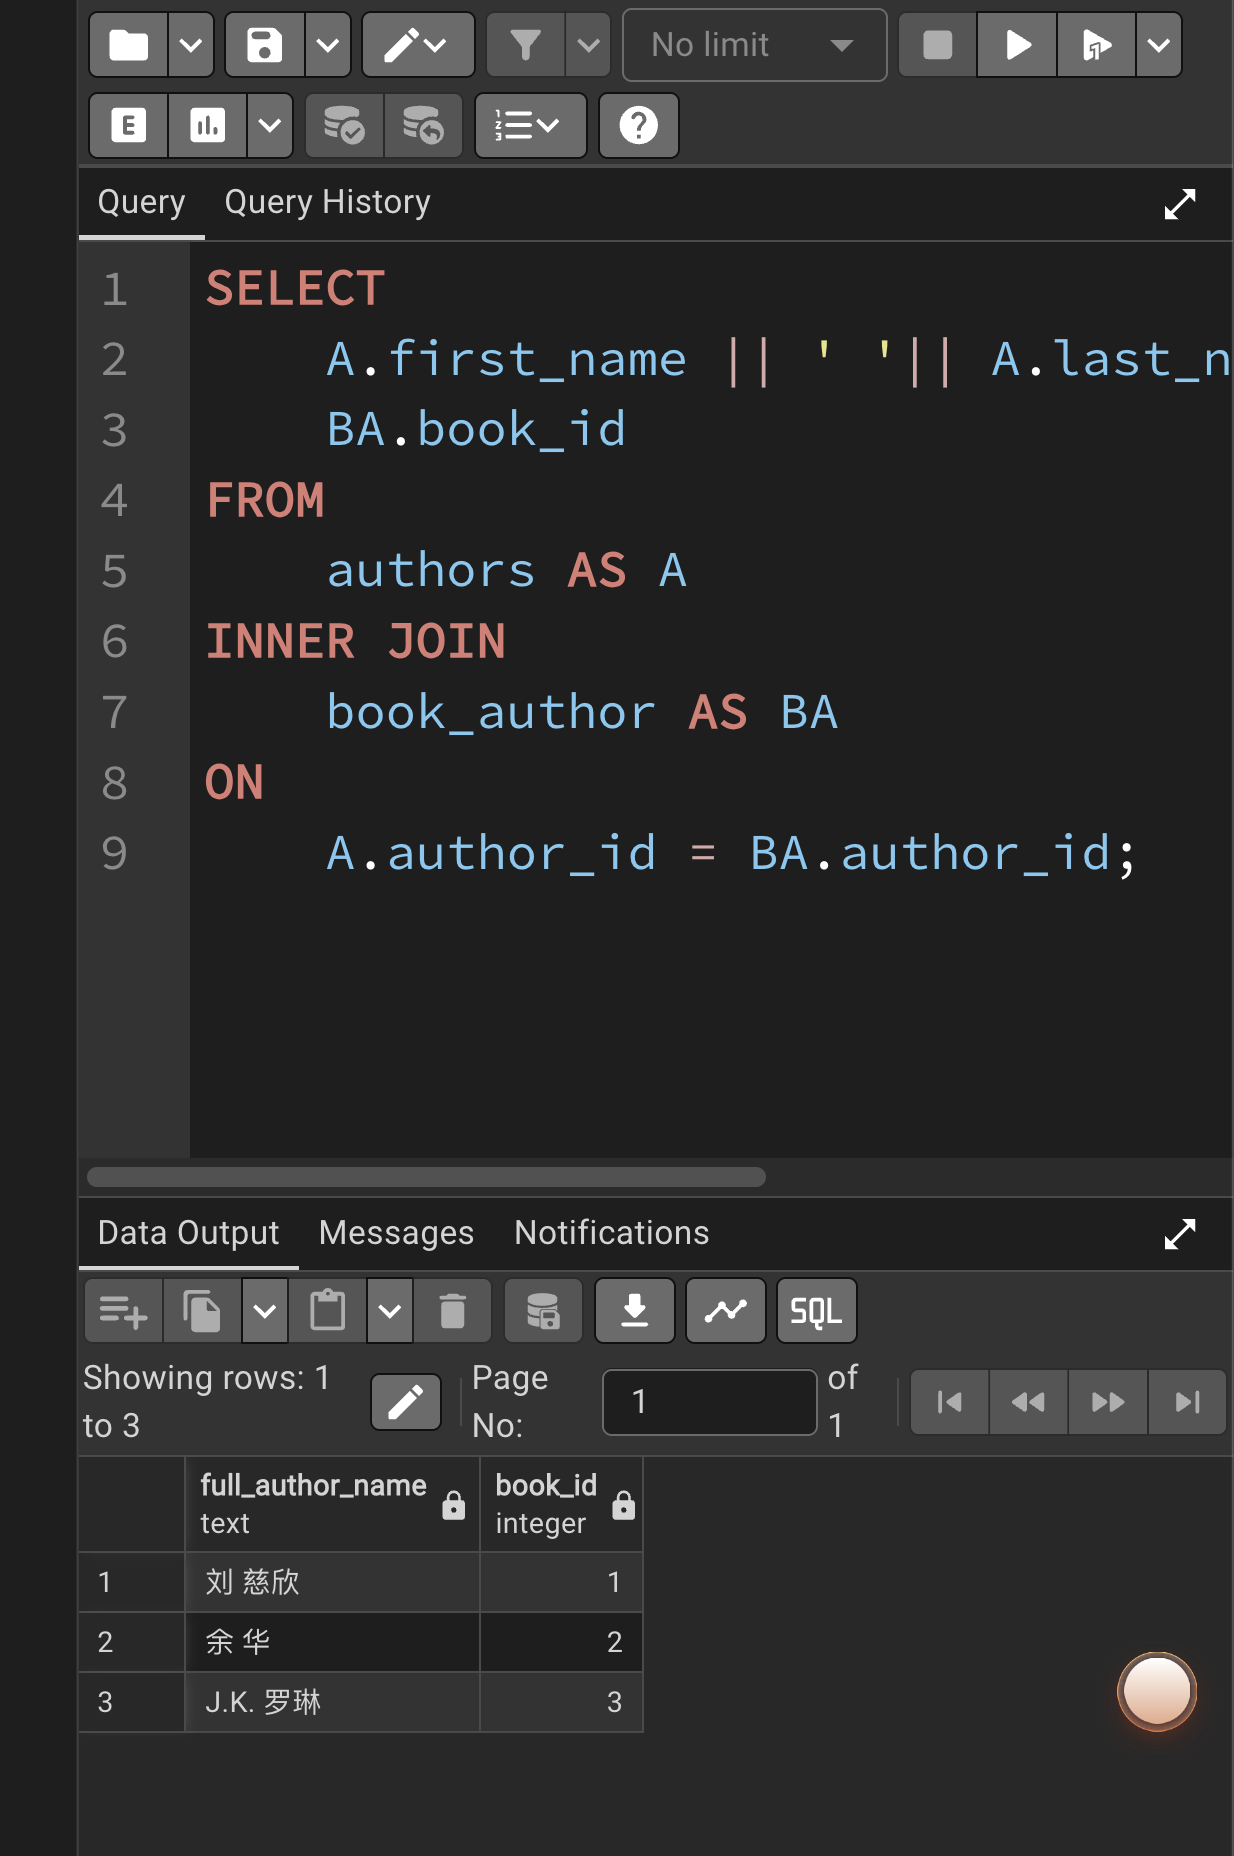 No limit
E
1
2
3
?
Query Query History
1 SELECT
2 A.first_name || ' '|| A.last_n
3 BA.book_id
4 FROM
5 authors AS A
6 INNER JOIN
7 book_author AS BA
8 ON
9 A.author_id = BA.author_id;
Data Output Messages Notifications
SQL
Showing rows: 1
to 3
Page
No:
1
of
1
full_author_name book_id
text integer
1 刘 慈欣 1
2 余 华 2
3 J.K. 罗琳 3